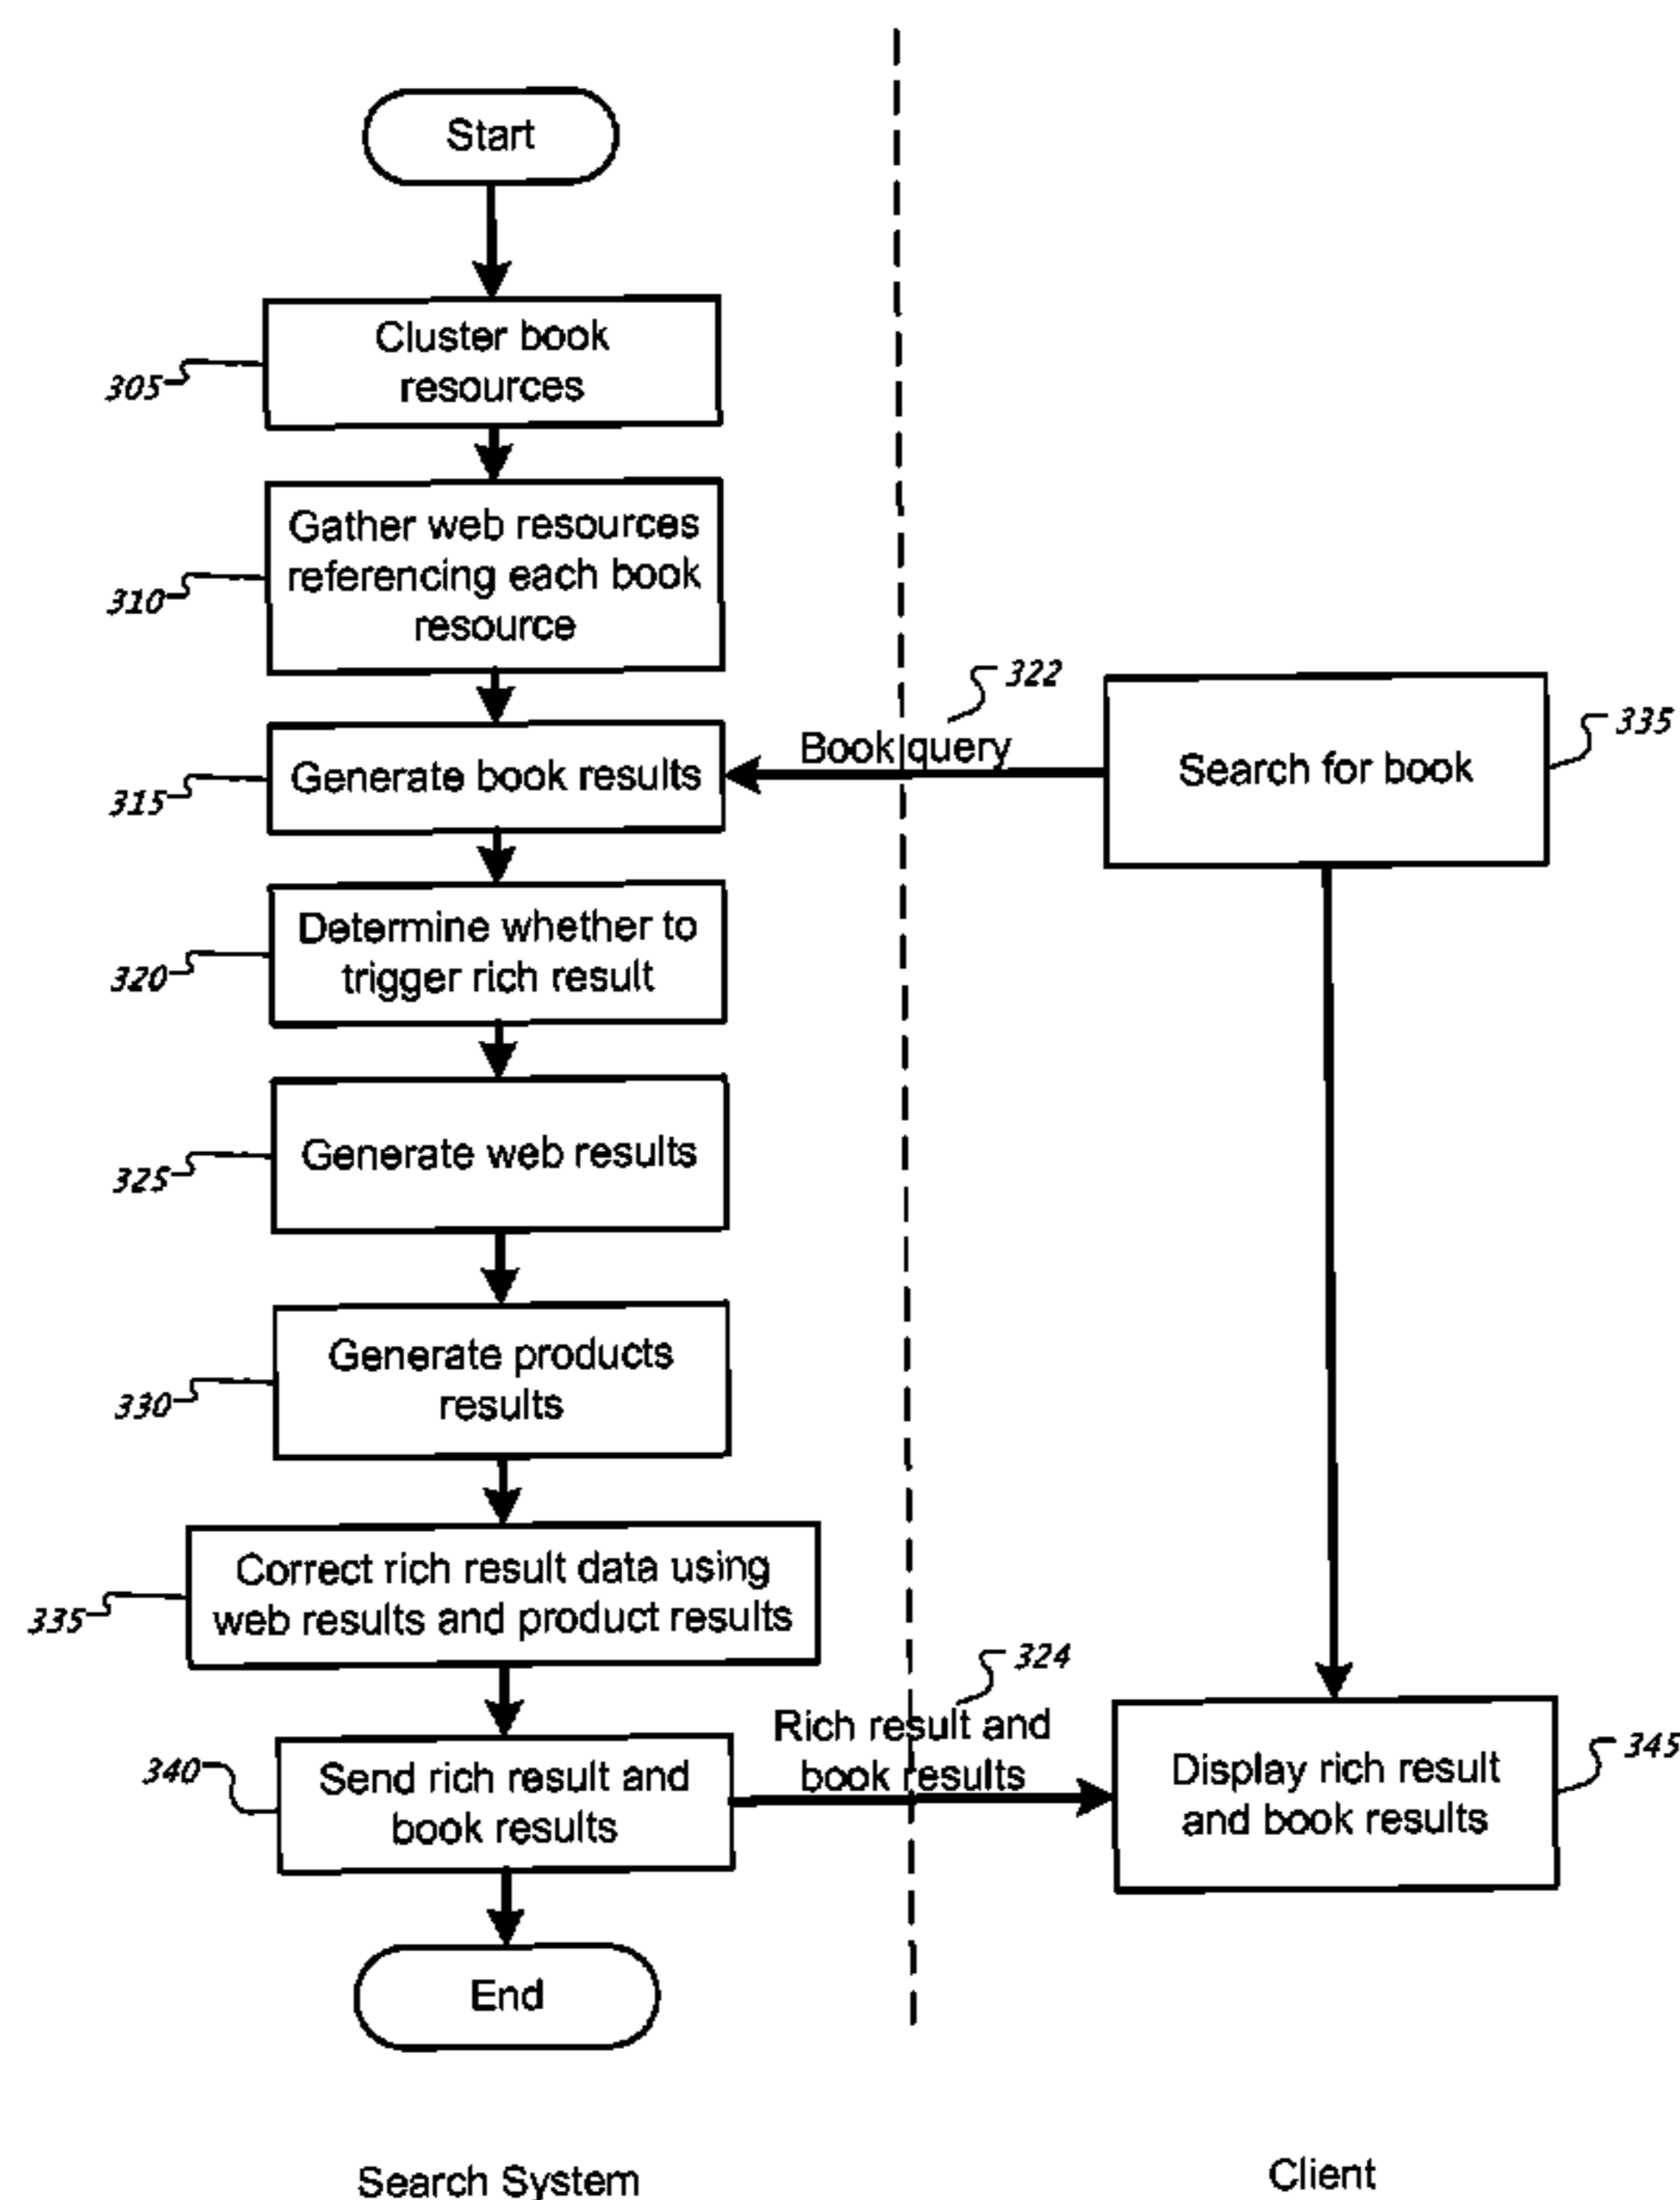 Start
Cluster book
resources
305
Gather web resources
referencing each book
resource
310
322
Book query
Search for book
335
Generate book results
315
Determine whether to
trigger rich result
320
Generate web results
325
Generate products
results
330
Correct rich result data using
web results and product results
335
324
Rich result and
book results
Send rich result and
book results
340
Display rich result
and book results
345
End
Search System
Client